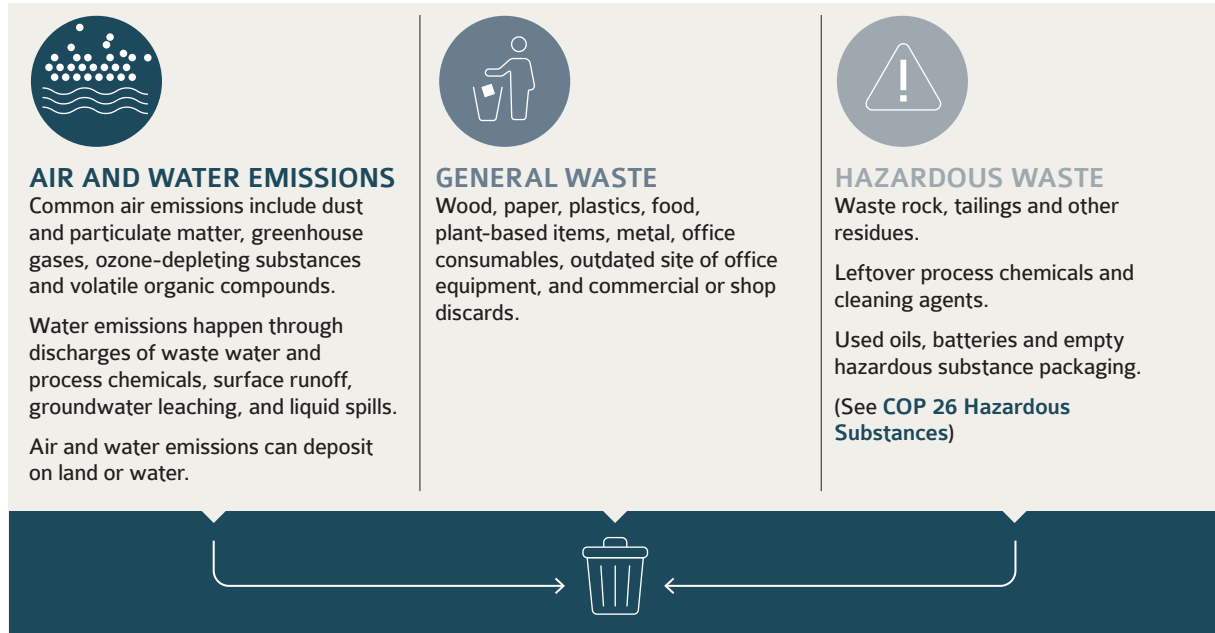 AIR AND WATER EMISSIONS
Common air emissions include dust
and particulate matter, greenhouse
gases, ozone-depleting substances
and volatile organic compounds.
Water emissions happen through
discharges of waste water and
process chemicals, surface runoff,
groundwater leaching, and liquid spills.
Air and water emissions can deposit
on land or water.
GENERAL WASTE
Wood, paper, plastics, food,
plant-based items, metal, office
consumables, outdated site of office
equipment, and commercial or shop
discards.
HAZARDOUS WASTE
Waste rock, tailings and other
residues.
Leftover process chemicals and
cleaning agents.
Used oils, batteries and empty
hazardous substance packaging.
(See COP 26 Hazardous
Substances)